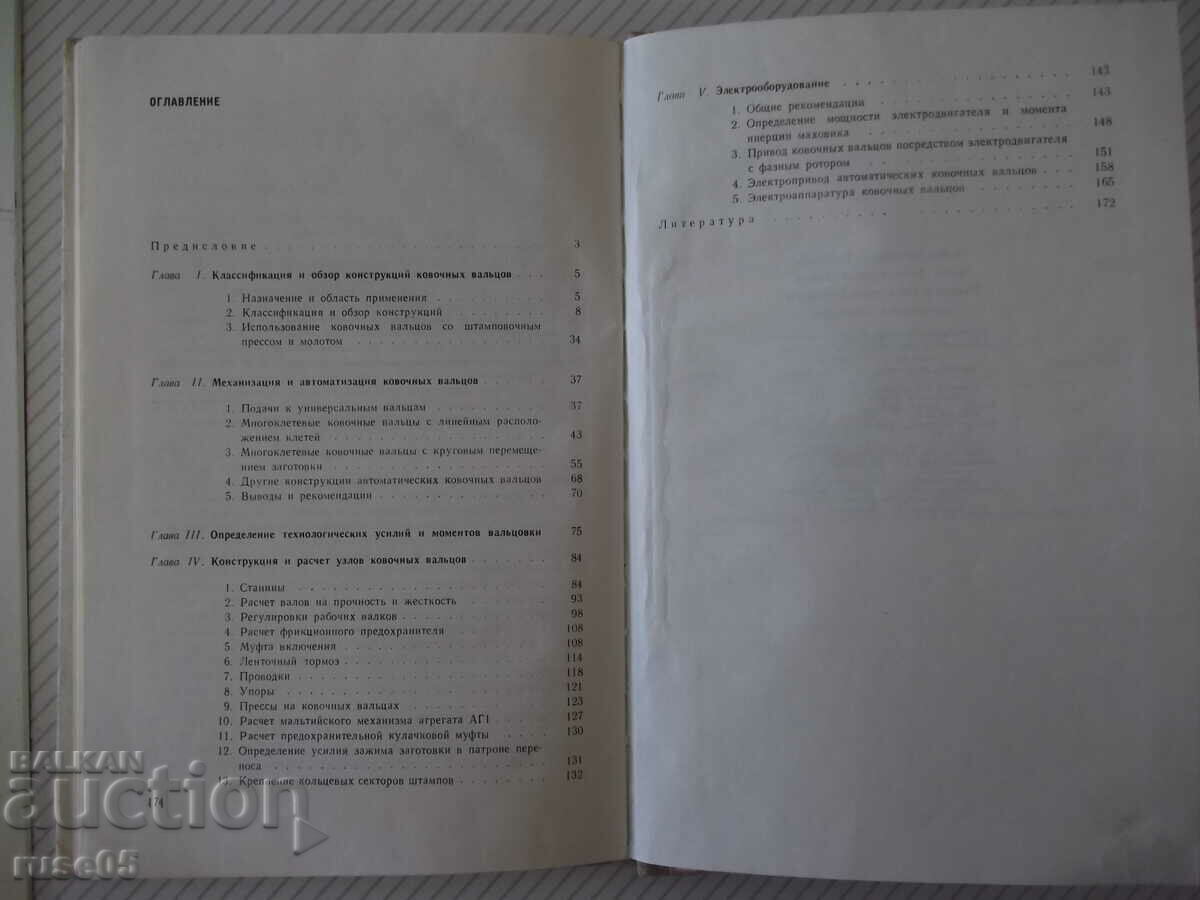 ОГЛАВЛЕНИЕ
Предисловие 3
Глава I. Классификация и обзор конструкций ковочных вальцов 5
1. Назначение и область применения 5
2. Классификация и обзор конструкций 8
3. Использование ковочных вальцов со штамповочным
прессом и молотом 34
Глава II. Механизация и автоматизация ковочных вальцов 37
1. Подачи к универсальным вальцам 37
2. Многоклетевые ковочные вальцы с линейным располо-
жением клетей 43
3. Многоклетевые ковочные вальцы с круговым перемеще-
нием заготовки 55
4. Другие конструкции автоматических ковочных вальцов 68
5. Выводы и рекомендации 70
Глава III. Определение технологических усилий и моментов вальцовки 75
Глава IV. Конструкция и расчет узлов ковочных вальцов 84
1. Станины 84
2. Расчет валов на прочность и жесткость 93
3. Регулировки рабочих валков 98
4. Расчет фрикционного предохранителя 108
5. Муфта включения 108
6. Ленточный тормоз 114
7. Проводки 118
8. Упоры 121
9. Прессы на ковочных вальцах 123
10. Расчет мальтийского механизма агрегата АГ1 127
11. Расчет предохранительной кулачковой муфты 130
12. Определение усилия зажима заготовки в патроне пере-
носа 131
13. Крепление кольцевых секторов штампов 132
174
Глава V. Электрооборудование 143
1. Общие рекомендации 143
2. Определение мощности электродвигателя и момента
инерции маховика 148
3. Привод ковочных вальцов посредством электродвигателя
с фазным ротором 151
4. Электропривод автоматических ковочных вальцов 158
5. Электроаппаратура ковочных вальцов 165
Литература 172
BALKAN
auction
ruse05